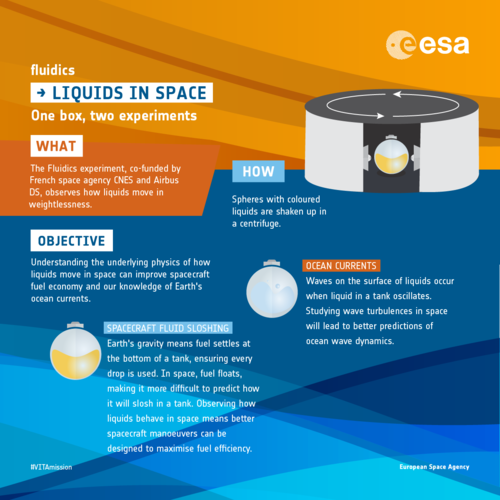 esa
fluidics
→ LIQUIDS IN SPACE
One box, two experiments
WHAT
The Fluidics experiment, co-funded by
French space agency CNES and Airbus
DS, observes how liquids move in
weightlessness.
HOW
Spheres with coloured
liquids are shaken up in
a centrifuge.
OBJECTIVE
Understanding the underlying physics of how
liquids move in space can improve spacecraft
fuel economy and our knowledge of Earth's
ocean currents.
OCEAN CURRENTS
Waves on the surface of liquids occur
when liquid in a tank oscillates.
Studying wave turbulences in space
will lead to better predictions of
ocean wave dynamics.
SPACECRAFT FLUID SLOSHING
Earth's gravity means fuel settles at
the bottom of a tank, ensuring every
drop is used. In space, fuel floats,
making it more difficult to predict how
it will slosh in a tank. Observing how
liquids behave in space means better
spacecraft manoeuvers can be
designed to maximise fuel efficiency.
#VITAmission
European Space Agency